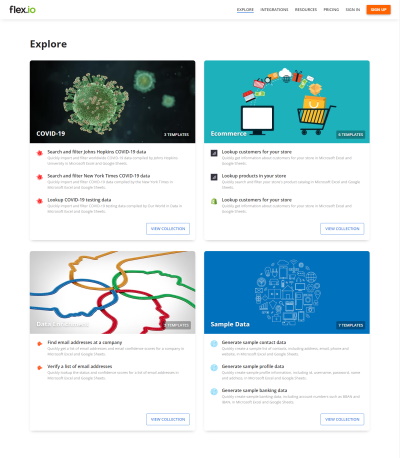 flex.io
EXPLORE
INTEGRATIONS
RESOURCES
PRICING
SIGN IN
SIGN UP
Explore
COVID-19
3 TEMPLATES
Search and filter Johns Hopkins COVID-19 data
Quickly import and filter worldwide COVID-19 data compiled by Johns Hopkins
University in Microsoft Excel and Google Sheets.
Search and filter New York Times COVID-19 data
Quickly import and filter COVID-19 data compiled by the New York Times in
Microsoft Excel and Google Sheets.
Lookup COVID-19 testing data
Quickly import and filter COVID-19 testing data compiled by Our World in Data in
Microsoft Excel and Google Sheets.
VIEW COLLECTION
Ecommerce
5 TEMPLATES
Lookup customers for your store
Quickly get information about customers for your store in Microsoft Excel and
Google Sheets.
Lookup products in your store
Quickly search and filter your store's product catalog in Microsoft Excel and Google
Sheets.
Lookup customers for your store
Quickly get information about customers for your store in Microsoft Excel and
Google Sheets.
VIEW COLLECTION
2 TEMPLATES
Find email addresses at a company
Quickly get a list of email addresses and email confidence scores for a company in
Microsoft Excel and Google Sheets.
Verify a list of email addresses
Quickly lookup the status and confidence score for a list of email addresses in
Microsoft Excel and Google Sheets.
VIEW COLLECTION
Sample Data
7 TEMPLATES
Generate sample contact data
Quickly create a sample list of contacts, including address, email, phone and
website, in Microsoft Excel and Google Sheets.
Generate sample profile data
Quickly create sample profile information, including id, username, password, name
and address in Microsoft Excel and Google Sheets.
Generate sample banking data
Quickly create sample banking data, including account numbers such as IBAN and
BBAN, in Microsoft Excel and Google Sheets.
VIEW COLLECTION